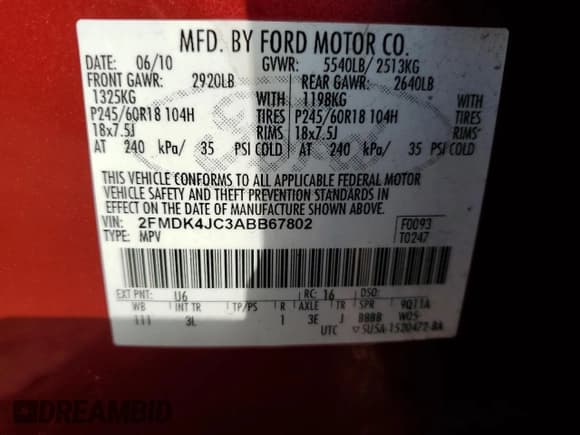 MFD. BY FORD MOTOR CO.
DATE: 06/10 GVWR: 5540LB/ 2513KG
FRONT GAWR: 2920LB REAR GAWR: 2640LB
1325KG WITH 1198KG WITH
P245/60R18 104H TIRES P245/60R18 104H TIRES
18x7.5J RIMS 18x7.5J RIMS
AT 240 kPa/ 35 PSI COLD AT 240 kPa/ 35 PSI COLD
THIS VEHICLE CONFORMS TO ALL APPLICABLE FEDERAL MOTOR
VEHICLE SAFETY AND THEFT PREVENTION STANDARDS IN
EFFECT ON THE DATE OF MANUFACTURE SHOWN ABOVE.
VIN: 2FMDK4JC3ABB67802 F0093
TYPE: MPV T0247
EXT PNT: U6 RC: 16 DSO:
WB INT TR TP/PS R AXLE TR SPR 9Q11A
111 3L 1 3E J BBBB W05-
UTC ▽5U5A-1520472-BA
DREAMBID